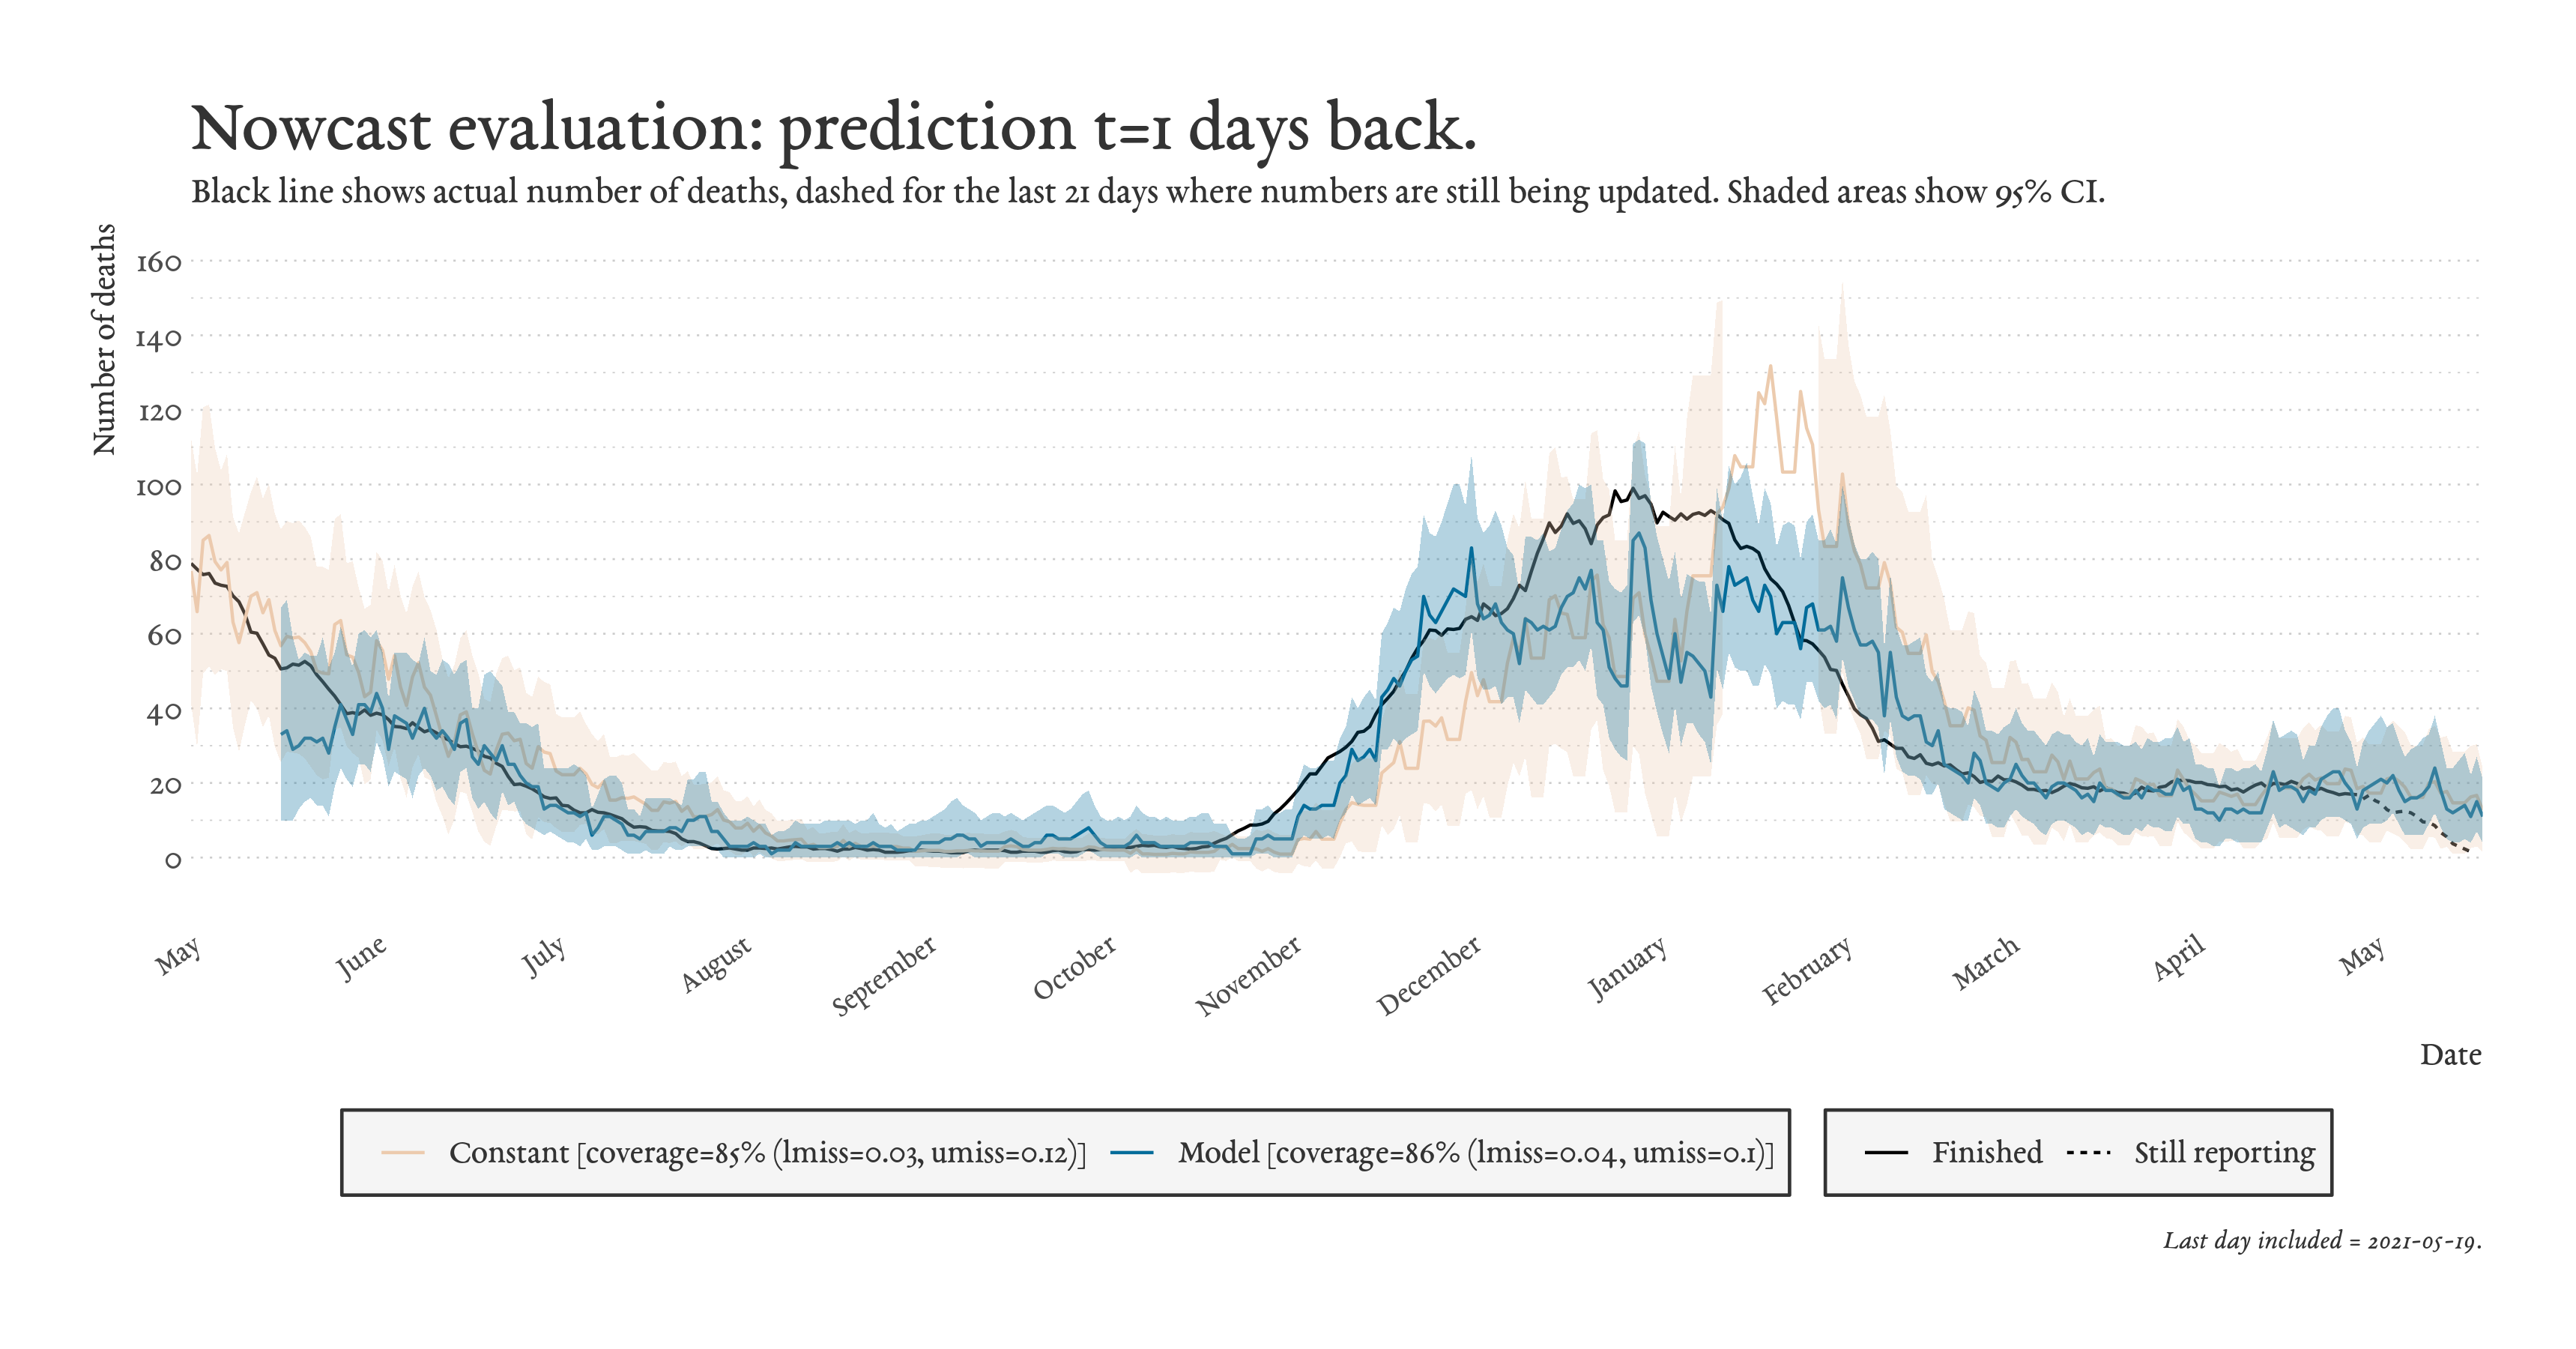 Nowcast evaluation: prediction t=1 days back.
Black line shows actual number of deaths, dashed for the last 21 days where numbers are still being updated. Shaded areas show 95% CI.
Number of deaths
160
140
120
100
80
60
40
20
0
May
June
July
August
September
October
November
December
January
February
March
April
May
Date
Constant [coverage=85% (lmiss=0.03, umiss=0.12)]
Model [coverage=86% (lmiss=0.04, umiss=0.1)]
Finished
Still reporting
Last day included = 2021-05-19.